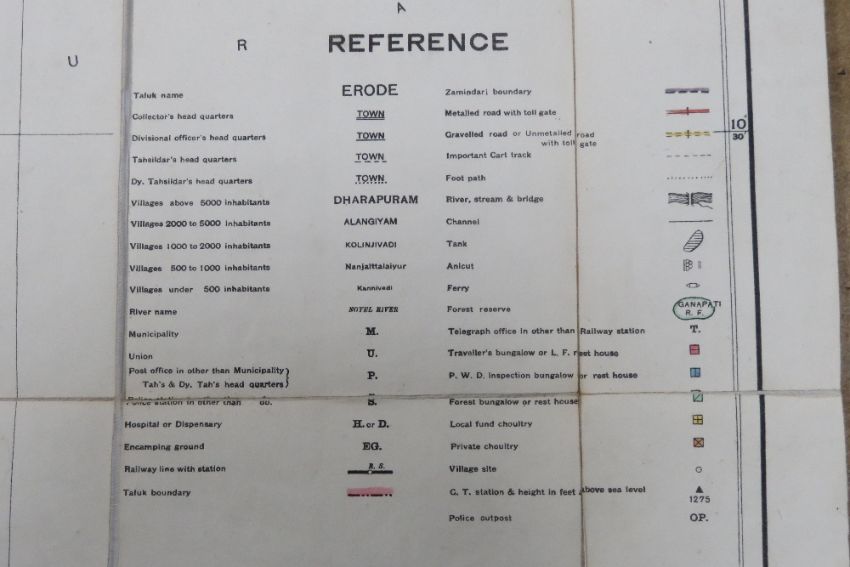 A
U
R
REFERENCE
Taluk name ERODE
Collector's head quarters TOWN
Divisional officer's head quarters TOWN
Tahsildar's head quarters TOWN
Dy. Tahsildar's head quarters TOWN
Villages above 5000 inhabitants DHARAPURAM
Villages 2000 to 5000 inhabitants ALANGIYAM
Villages 1000 to 2000 inhabitants KOLINJIVADI
Villages 500 to 1000 inhabitants Nanjaittalaiyur
Villages under 500 inhabitants Kannivadi
River name NOYEL RIVER
Municipality M.
Union U.
Post office in other than Municipality
Tah's & Dy. Tah's head quarters} P.
Police station in other than do. S.
Hospital or Dispensary H. or D.
Encamping ground EG.
Railway line with station R. S.
Taluk boundary
Zamindari boundary
Metalled road with toll gate
Gravelled road or Unmetalled road
with toll gate
Important Cart track
Foot path
River, stream & bridge
Channel
Tank
Anicut
Ferry
Forest reserve GANAPATI
R. F.
Telegraph office in other than Railway station T.
Traveller's bungalow or L. F. rest house
P. W. D. Inspection bungalow or rest house
Forest bungalow or rest house
Local fund choultry
Private choultry
Village site
G. T. station & height in feet above sea level
1275
Police outpost OP.
10°
30'